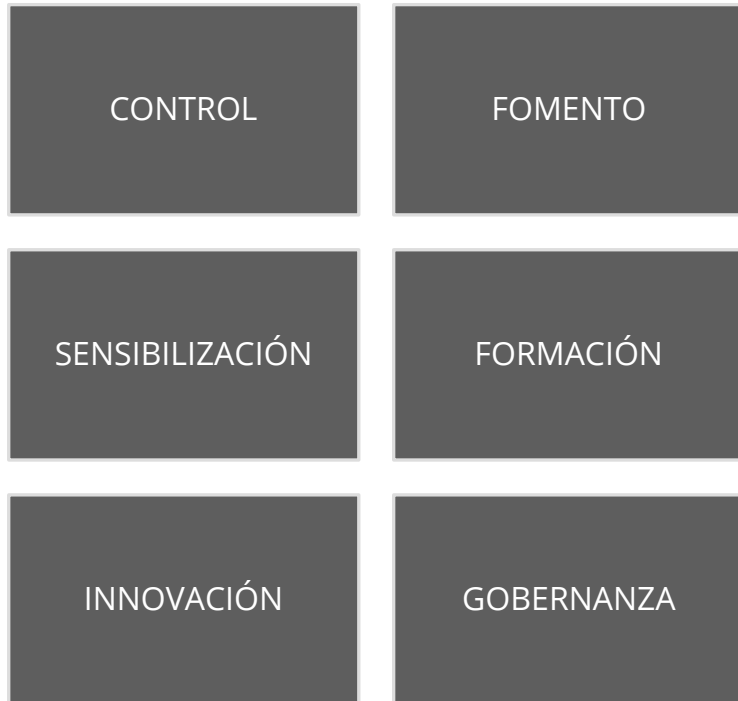 CONTROL
FOMENTO
SENSIBILIZACIÓN
FORMACIÓN
INNOVACIÓN
GOBERNANZA